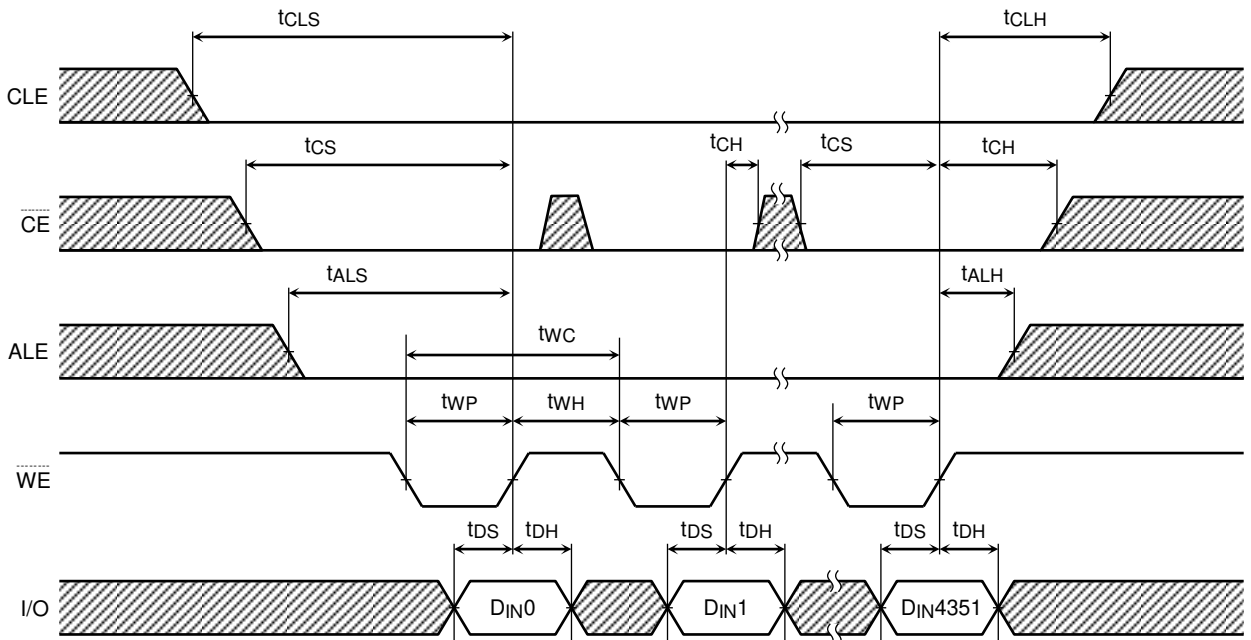 tCLS
tCLH
CLE
tCS
tCH
tCS
tCH
CE
tALS
tALH
ALE
tWC
tWP
tWH
tWP
tWP
WE
tDS
tDH
tDS
tDH
tDS
tDH
I/O
DIN0
DIN1
DIN4351